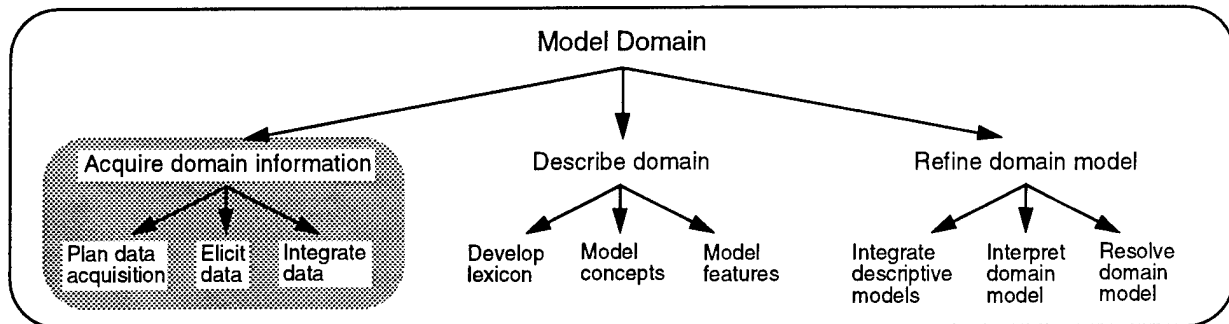 Model Domain
Acquire domain information
Describe domain
Refine domain model
Plan data
acquisition
Elicit
data
Integrate
data
Develop
lexicon
Model
concepts
Model
features
Integrate
descriptive
models
Interpret
domain
model
Resolve
domain
model